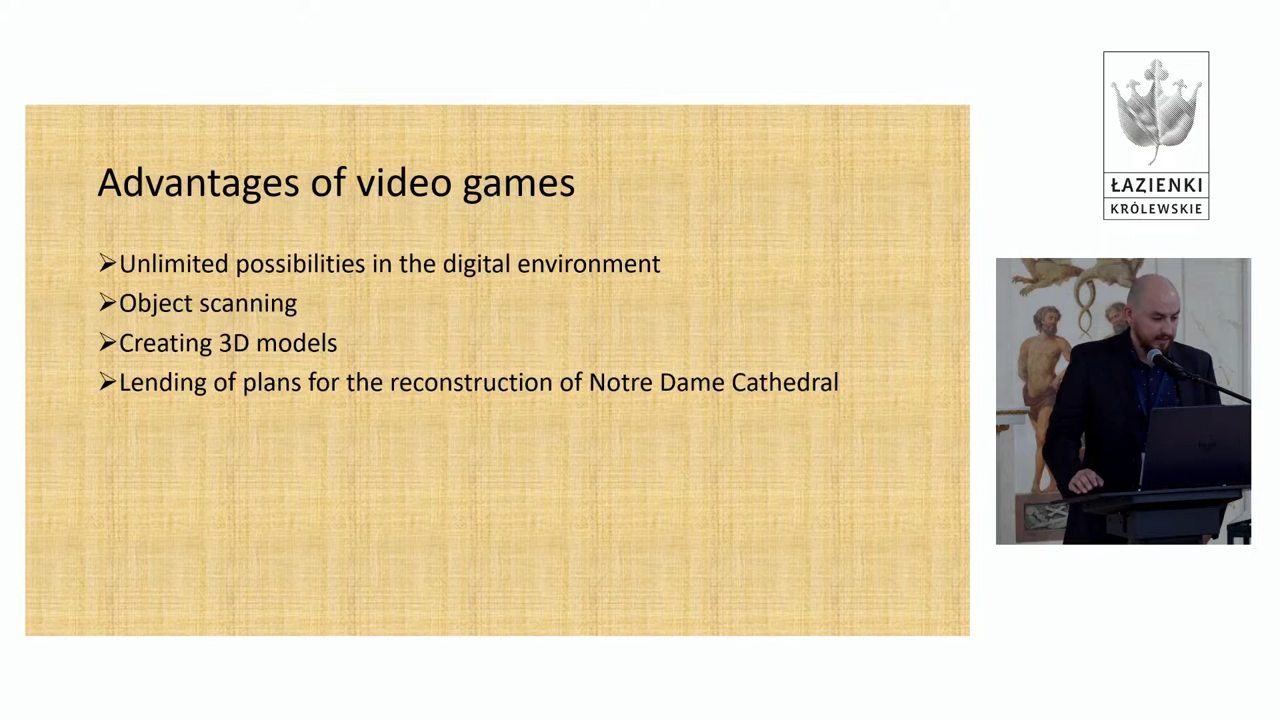 Advantages of video games
➢Unlimited possibilities in the digital environment
➢Object scanning
➢Creating 3D models
➢Lending of plans for the reconstruction of Notre Dame Cathedral
ŁAZIENKI
KRÓLEWSKIE